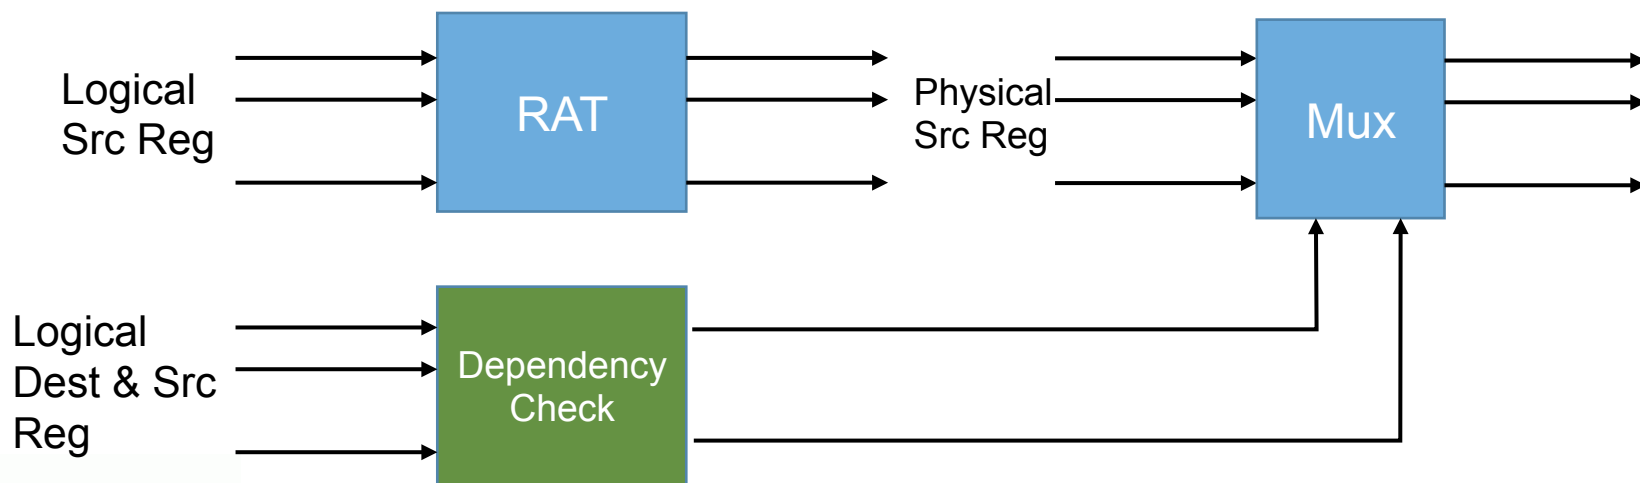 Logical
Src Reg
RAT
Physical
Src Reg
Mux
Logical
Dest & Src
Reg
Dependency
Check